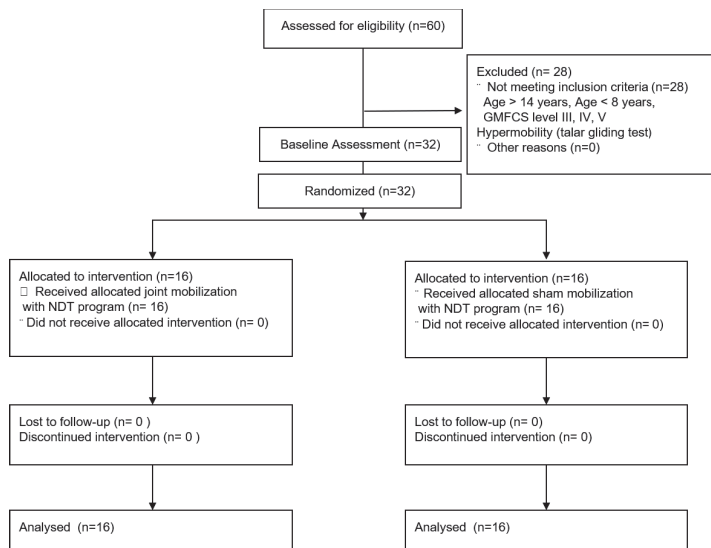 Assessed for eligibility (n=60)
Excluded (n= 28)
¨ Not meeting inclusion criteria (n=28)
Age > 14 years, Age < 8 years,
GMFCS level III, IV, V
Hypermobility (talar gliding test)
¨ Other reasons (n=0)
Baseline Assessment (n=32)
Randomized (n=32)
Allocated to intervention (n=16)
□ Received allocated joint mobilization
with NDT program (n= 16)
¨ Did not receive allocated intervention (n= 0)
Allocated to intervention (n=16)
¨ Received allocated sham mobilization
with NDT program (n= 16)
¨ Did not receive allocated intervention (n= 0)
Lost to follow-up (n= 0 )
Discontinued intervention (n= 0 )
Lost to follow-up (n= 0)
Discontinued intervention (n= 0)
Analysed (n=16)
Analysed (n=16)